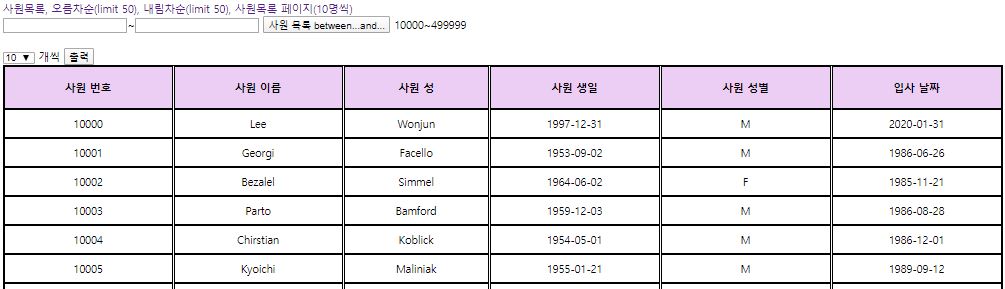 사원목록, 오름차순(limit 50), 내림차순(limit 50), 사원목록 페이지(10명씩)
~ 사원 목록 between...and... 10000~499999
10 ▼ 개씩 출력
사원 번호 사원 이름 사원 성 사원 생일 사원 성별 입사 날짜
10000 Lee Wonjun 1997-12-31 M 2020-01-31
10001 Georgi Facello 1953-09-02 M 1986-06-26
10002 Bezalel Simmel 1964-06-02 F 1985-11-21
10003 Parto Bamford 1959-12-03 M 1986-08-28
10004 Chirstian Koblick 1954-05-01 M 1986-12-01
10005 Kyoichi Maliniak 1955-01-21 M 1989-09-12